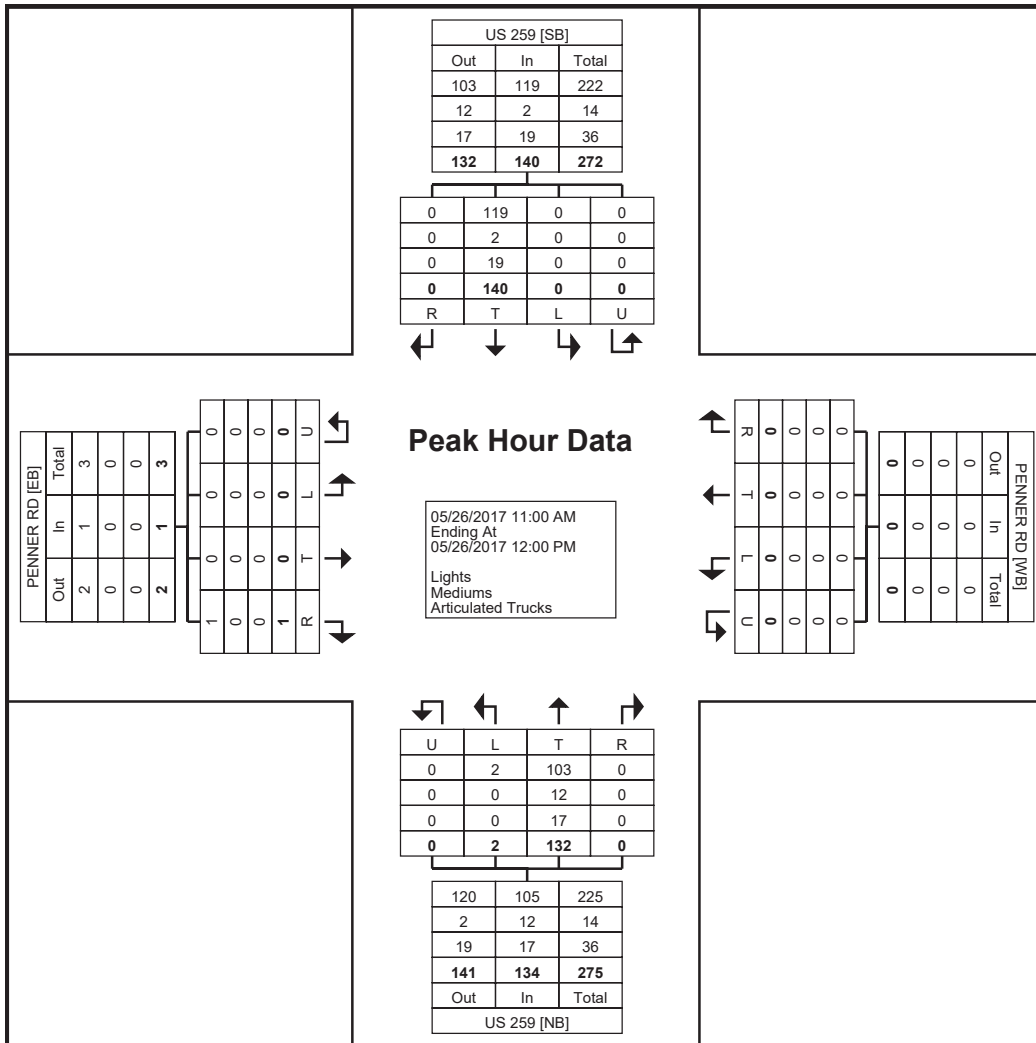 US 259 [SB]
Out In Total
103 119 222
12 2 14
17 19 36
132 140 272
0 119 0 0
0 2 0 0
0 19 0 0
0 140 0 0
R T L U
PENNER RD [EB]
Total 3 0 0 3
In 1 0 0 1
Out 2 0 0 2
0 0 0 0 U
0 0 0 0 L
0 0 0 0 T
1 0 0 1 R
Peak Hour Data
05/26/2017 11:00 AM
Ending At
05/26/2017 12:00 PM
Lights
Mediums
Articulated Trucks
R 0 0 0 0
T 0 0 0 0
L 0 0 0 0
U 0 0 0 0
0 0 0 0 Out
0 0 0 0 In
0 0 0 0 Total
PENNER RD [WB]
U L T R
0 2 103 0
0 0 12 0
0 0 17 0
0 2 132 0
120 105 225
2 12 14
19 17 36
141 134 275
Out In Total
US 259 [NB]